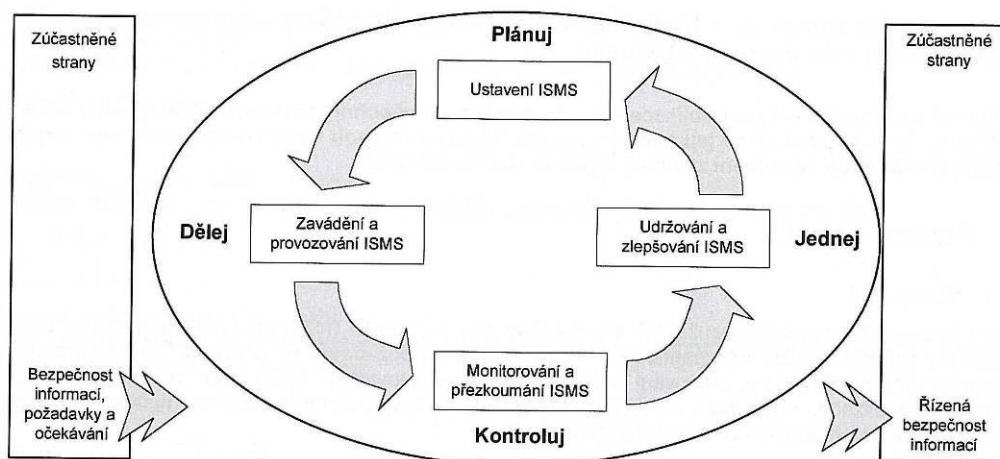 Zúčastněné
strany
Bezpečnost
informací,
požadavky a
očekávání
Plánuj
Ustavení ISMS
Dělej
Zavádění a
provozování ISMS
Udržování a
zlepšování ISMS
Jednej
Monitorování a
přezkoumání ISMS
Kontroluj
Zúčastněné
strany
Řízená
bezpečnost
informací